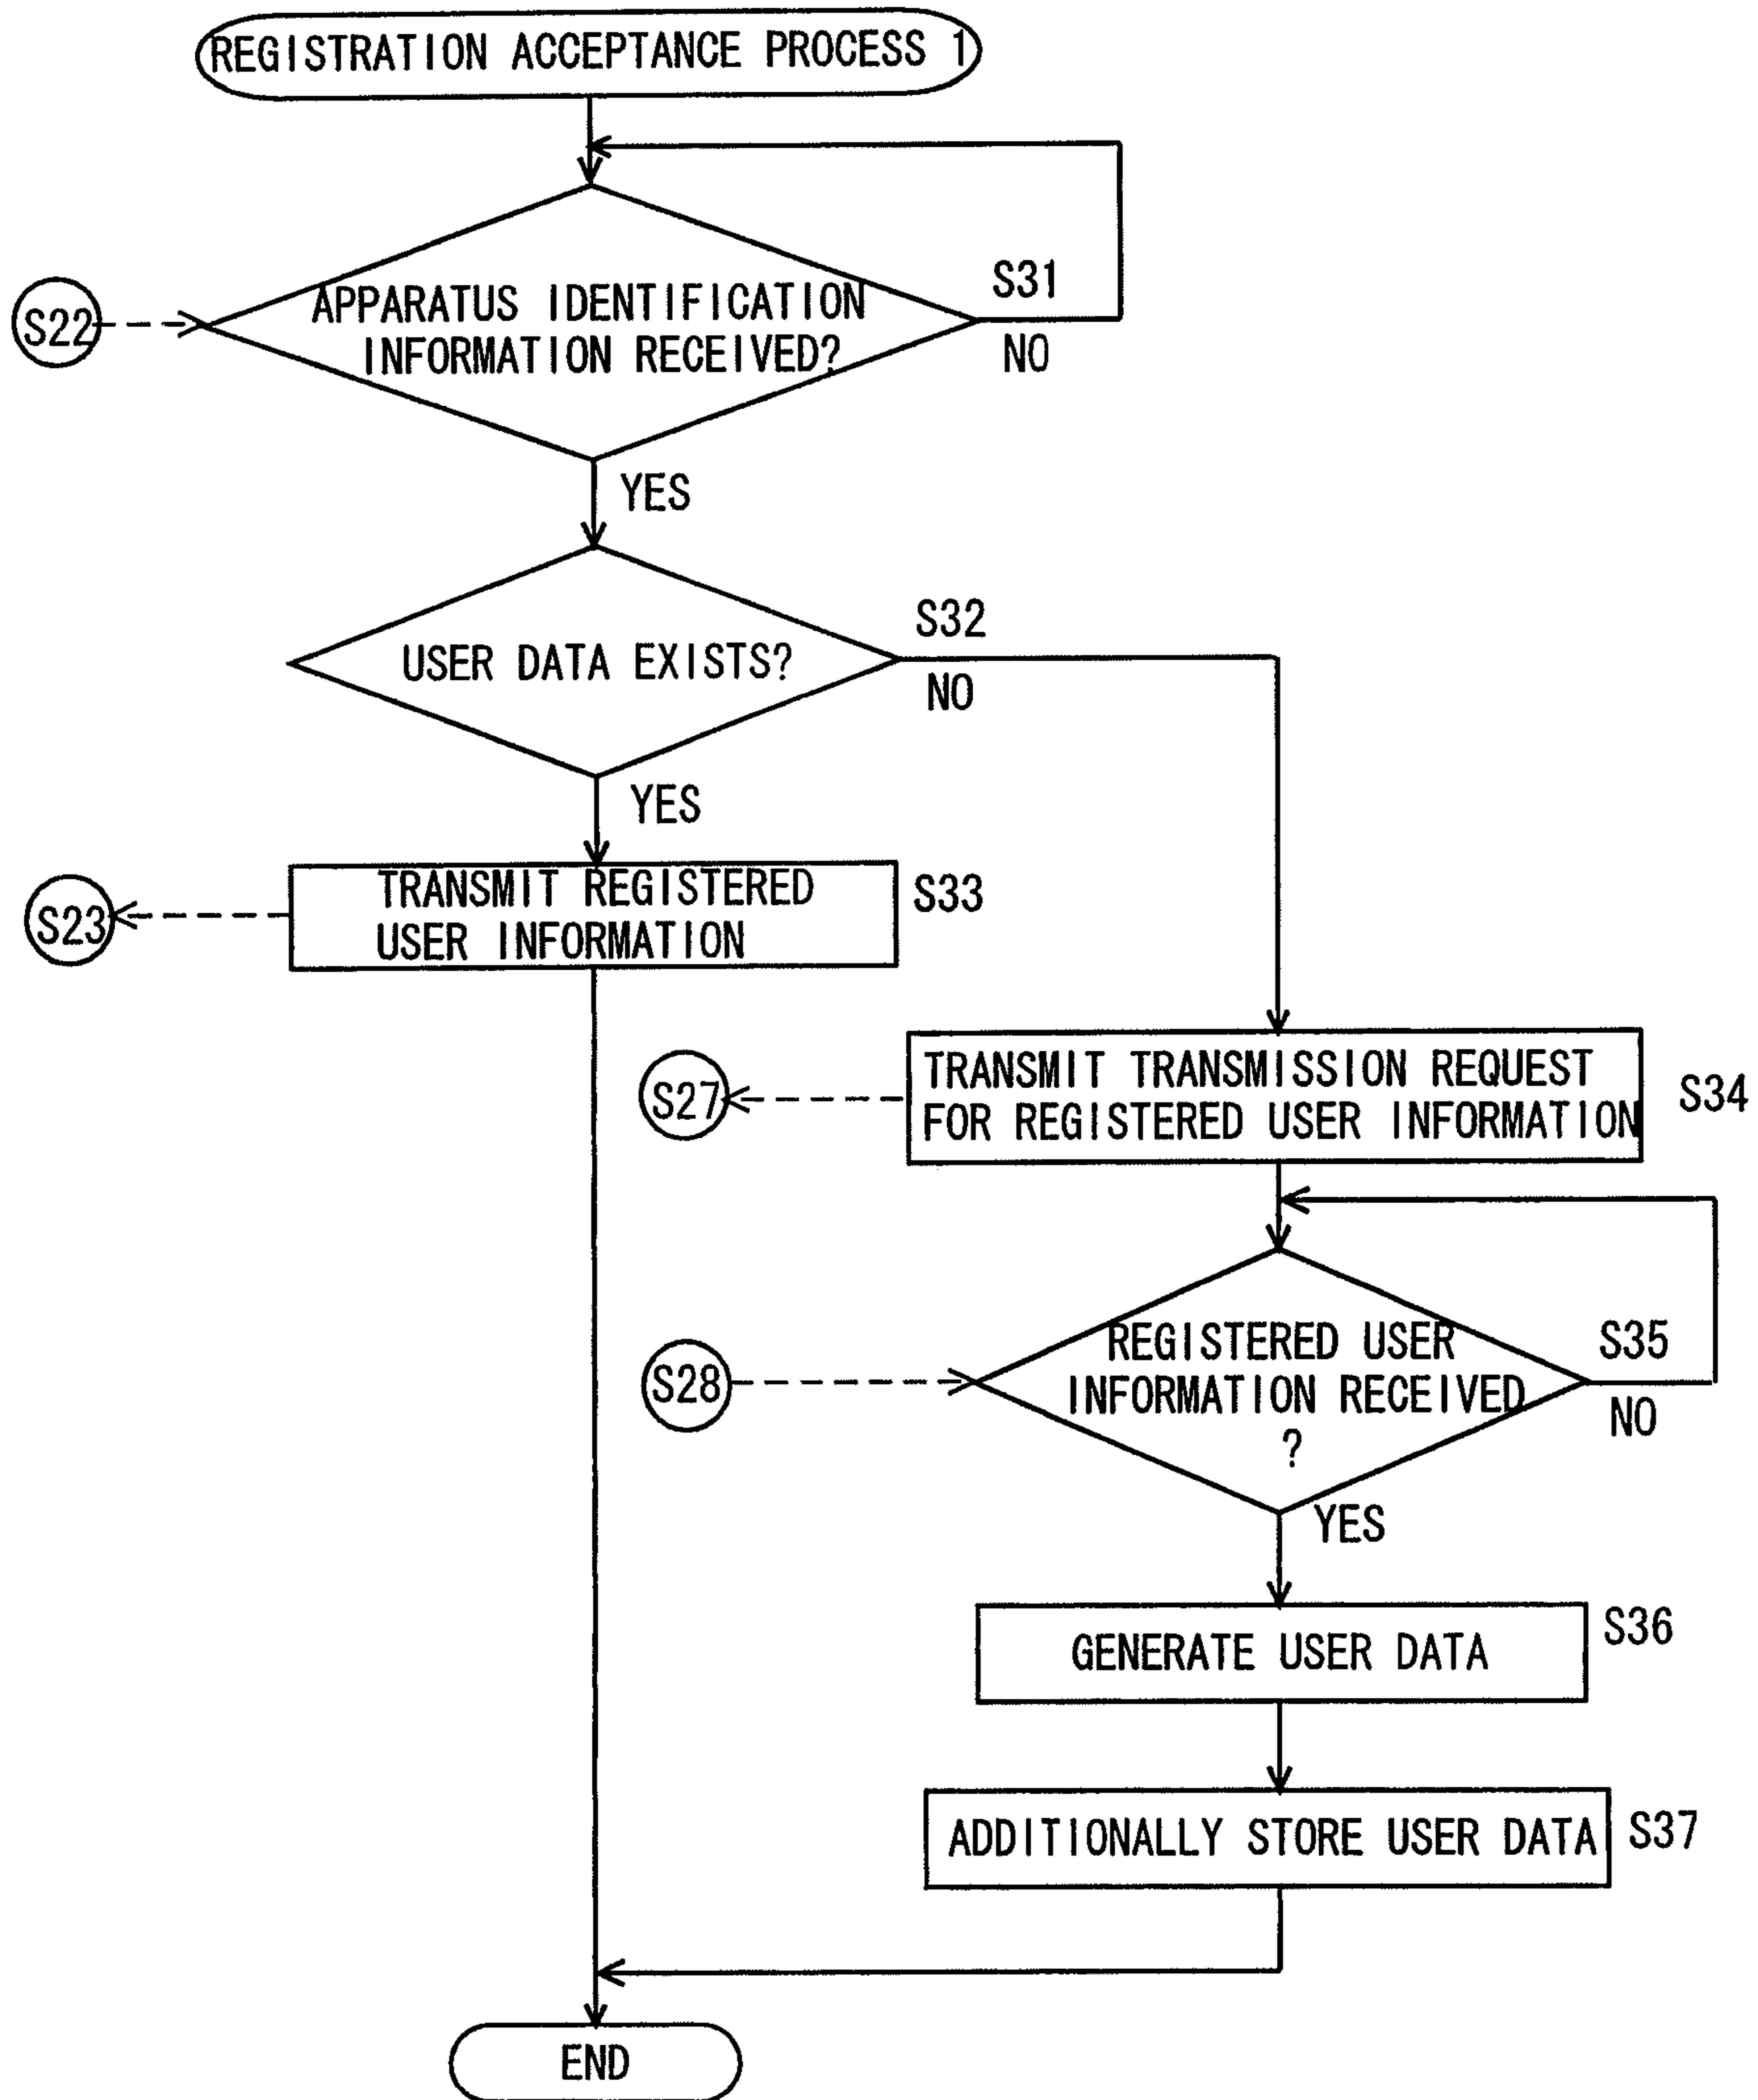 REGISTRATION ACCEPTANCE PROCESS 1
S31
S22
APPARATUS IDENTIFICATION
INFORMATION RECEIVED?
NO
YES
S32
USER DATA EXISTS?
NO
YES
TRANSMIT REGISTERED
USER INFORMATION
S33
S23
TRANSMIT TRANSMISSION REQUEST
FOR REGISTERED USER INFORMATION
S34
S27
REGISTERED USER
INFORMATION RECEIVED
?
S35
S28
NO
YES
GENERATE USER DATA
S36
ADDITIONALLY STORE USER DATA
S37
END